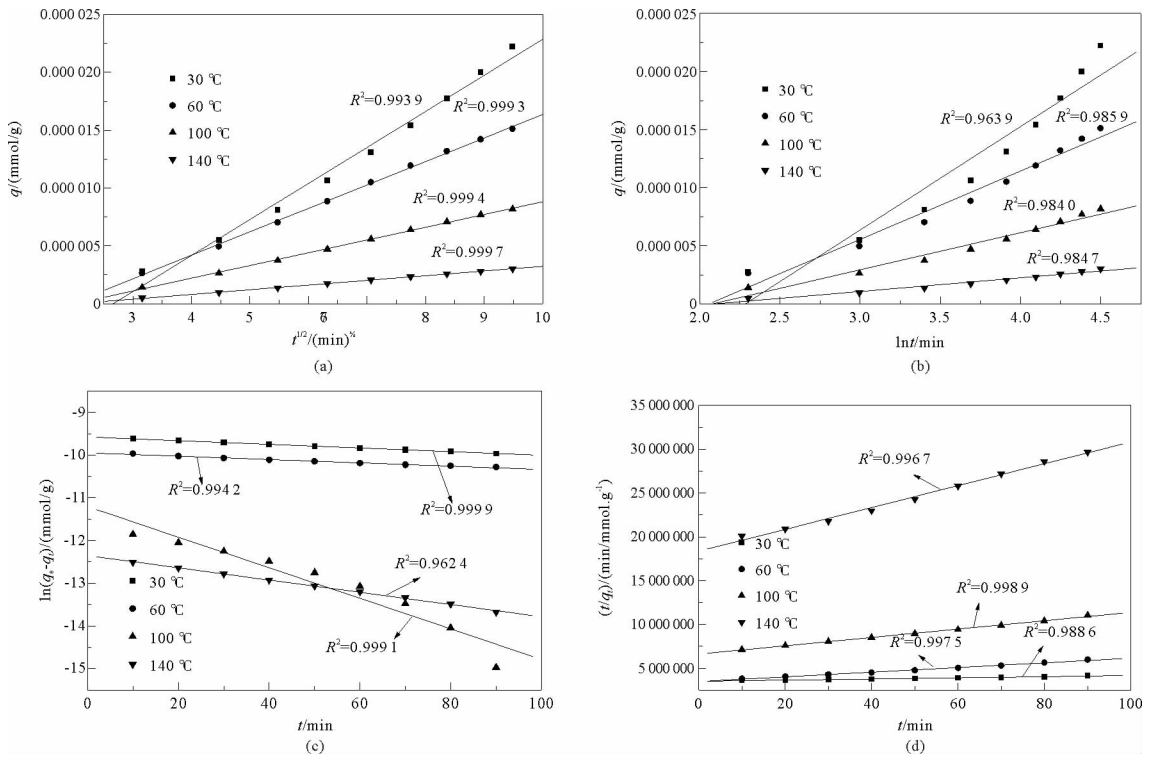 0.000 025
0.000 020
0.000 015
0.000 010
0.000 005
0
q/(mmol/g)
30 ℃
60 ℃
100 ℃
140 ℃
R²=0.993 9
R²=0.999 3
R²=0.999 4
R²=0.999 7
3 4 5 7 8 9 10
t^1/2/(min)^½
(a)
0.000 025
0.000 020
0.000 015
0.000 010
0.000 005
0
q/(mmol/g)
30 ℃
60 ℃
100 ℃
140 ℃
R²=0.963 9
R²=0.985 9
R²=0.984 0
R²=0.984 7
2.0 2.5 3.0 3.5 4.0 4.5
lnt/min
(b)
-9
-10
-11
-12
-13
-14
-15
ln(qₑ-qₜ)/(mmol/g)
R²=0.994 2
R²=0.999 9
R²=0.962 4
R²=0.999 1
30 ℃
60 ℃
100 ℃
140 ℃
0 20 40 60 80 100
t/min
(c)
35 000 000
30 000 000
25 000 000
20 000 000
15 000 000
10 000 000
5 000 000
(t/qₜ)/(min/mmol.g⁻¹)
R²=0.996 7
30 ℃
60 ℃
100 ℃
140 ℃
R²=0.998 9
R²=0.997 5
R²=0.988 6
0 20 40 60 80 100
t/min
(d)